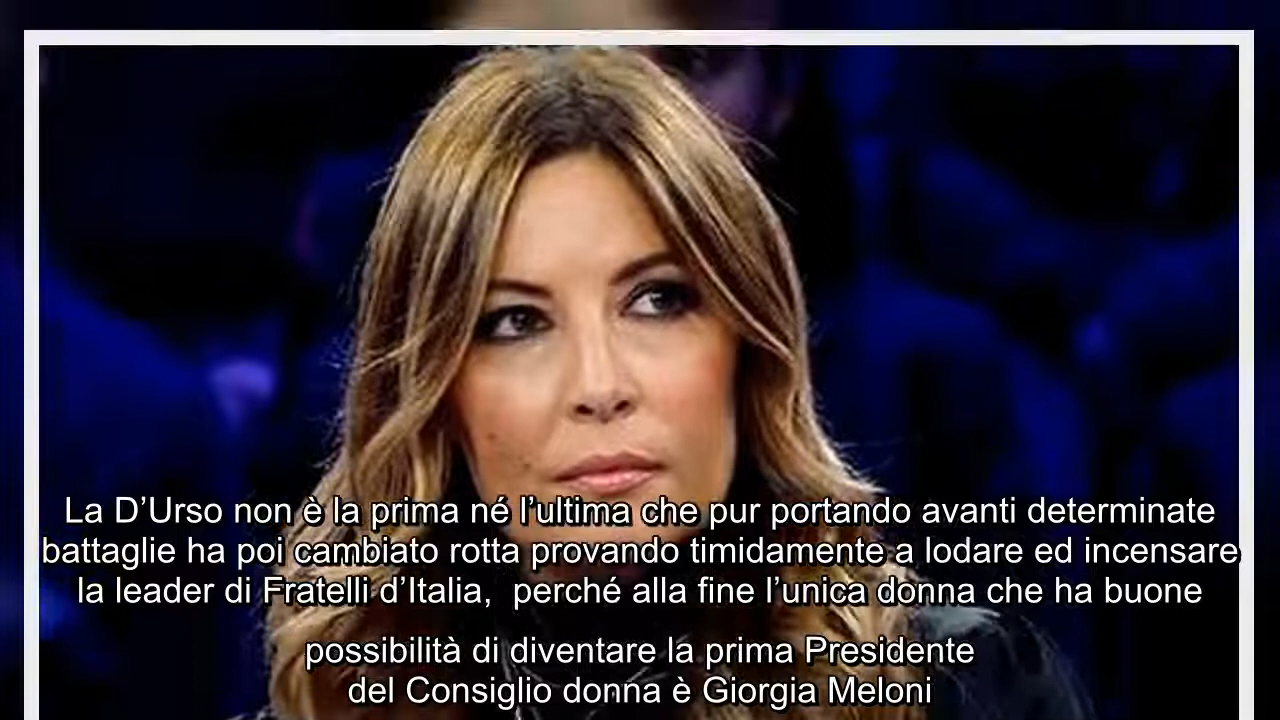 La D’Urso non è la prima né l’ultima che pur portando avanti determinate
battaglie ha poi cambiato rotta provando timidamente a lodare ed incensare
la leader di Fratelli d’Italia,  perché alla fine l’unica donna che ha buone
possibilità di diventare la prima Presidente
del Consiglio donna è Giorgia Meloni